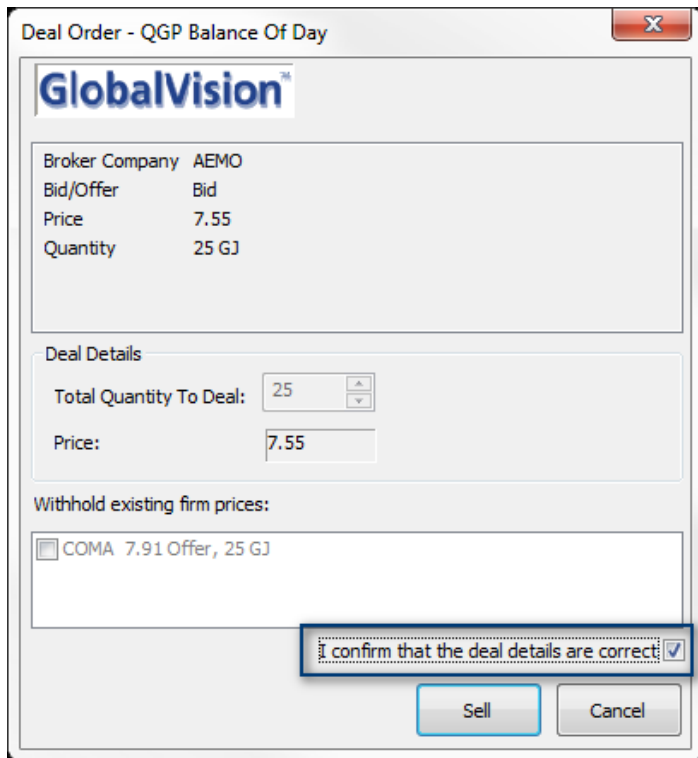 Deal Order - QGP Balance Of Day
GlobalVision™
Broker Company AEMO
Bid/Offer Bid
Price 7.55
Quantity 25 GJ
Deal Details
Total Quantity To Deal: 25
Price: 7.55
Withhold existing firm prices:
COMA 7.91 Offer, 25 GJ
I confirm that the deal details are correct
Sell Cancel